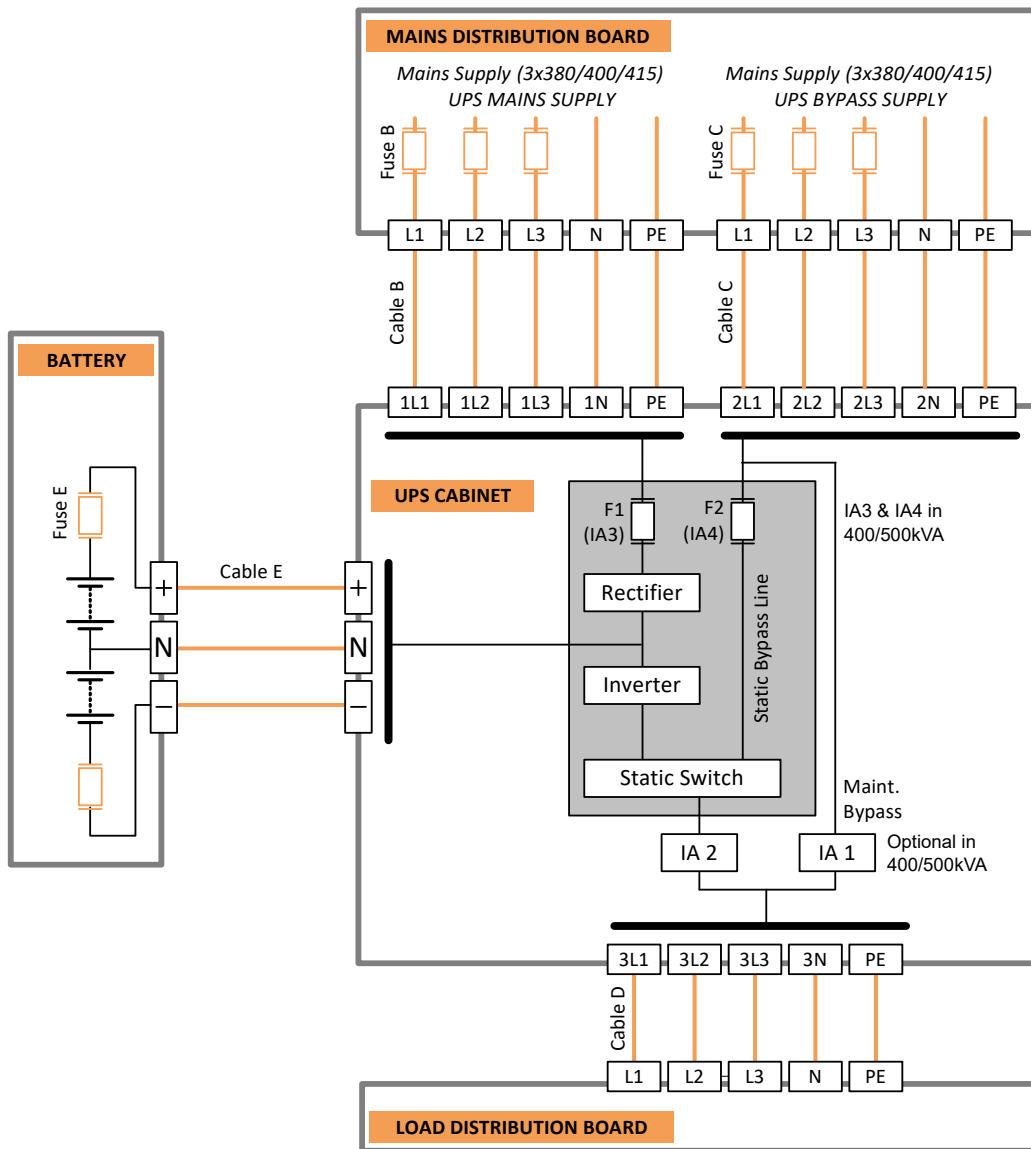 MAINS DISTRIBUTION BOARD
Mains Supply (3x380/400/415)
UPS MAINS SUPPLY
Mains Supply (3x380/400/415)
UPS BYPASS SUPPLY
Fuse B
Fuse C
L1 L2 L3 N PE
L1 L2 L3 N PE
Cable B
Cable C
BATTERY
1L1 1L2 1L3 1N PE
2L1 2L2 2L3 2N PE
UPS CABINET
Fuse E
F1
(IA3)
F2
(IA4)
IA3 & IA4 in
400/500kVA
Cable E
+
+
N
N
−
−
Rectifier
Inverter
Static Bypass Line
Static Switch
Maint.
Bypass
IA 2
IA 1
Optional in
400/500kVA
3L1 3L2 3L3 3N PE
Cable D
L1 L2 L3 N PE
LOAD DISTRIBUTION BOARD